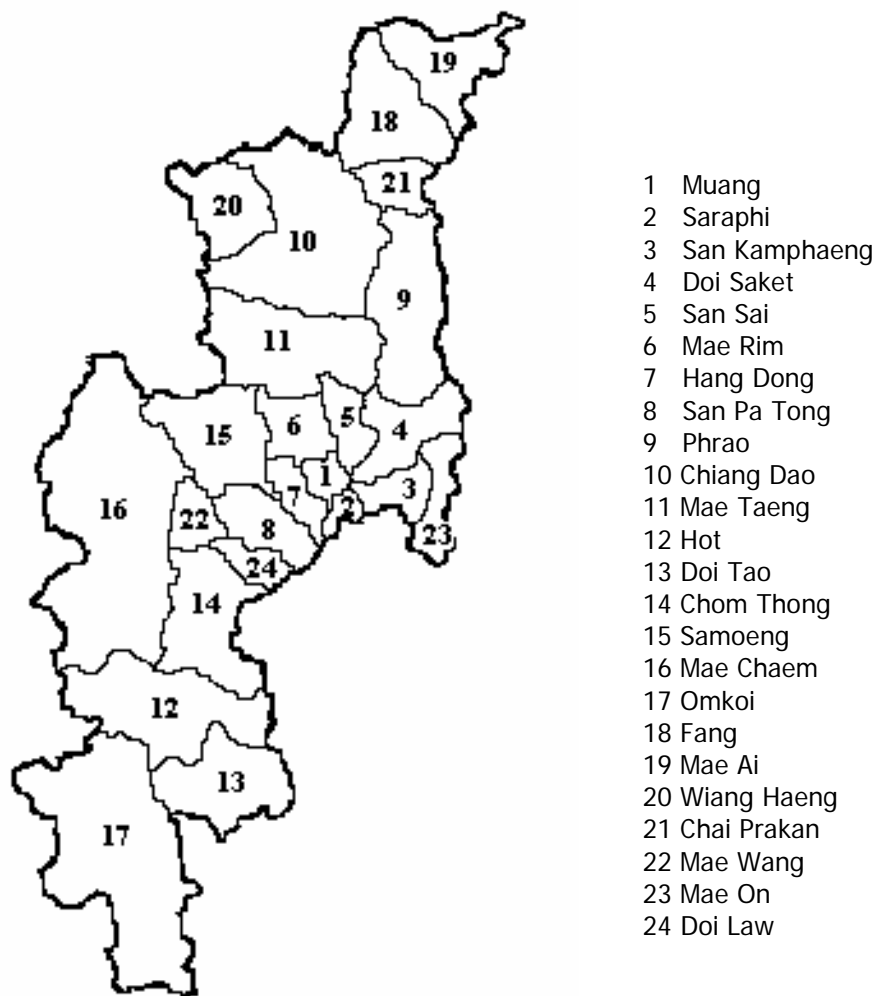 19
18
21
20
10
9
11
5
15
6
4
1
3
7
16
2
22
8
23
24
14
12
13
17
1 Muang
2 Saraphi
3 San Kamphaeng
4 Doi Saket
5 San Sai
6 Mae Rim
7 Hang Dong
8 San Pa Tong
9 Phrao
10 Chiang Dao
11 Mae Taeng
12 Hot
13 Doi Tao
14 Chom Thong
15 Samoeng
16 Mae Chaem
17 Omkoi
18 Fang
19 Mae Ai
20 Wiang Haeng
21 Chai Prakan
22 Mae Wang
23 Mae On
24 Doi Law